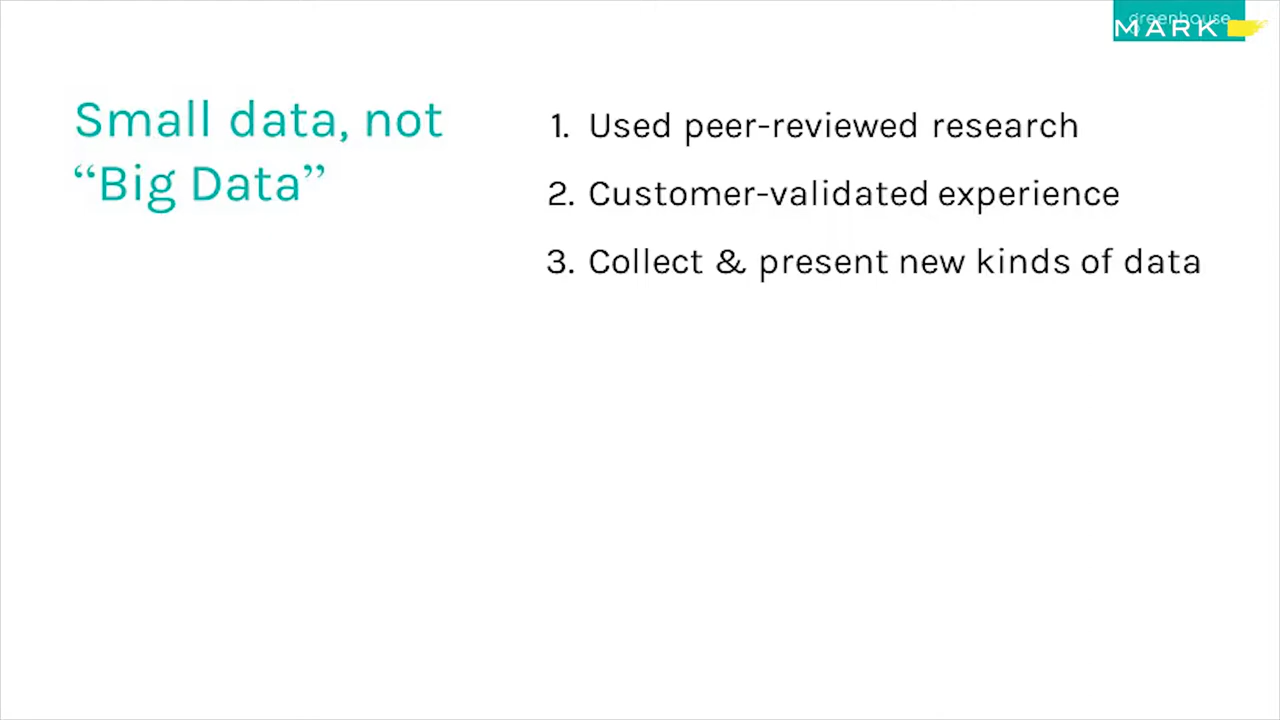 greenhouse
MARK
Small data, not
“Big Data”
1. Used peer-reviewed research
2. Customer-validated experience
3. Collect & present new kinds of data